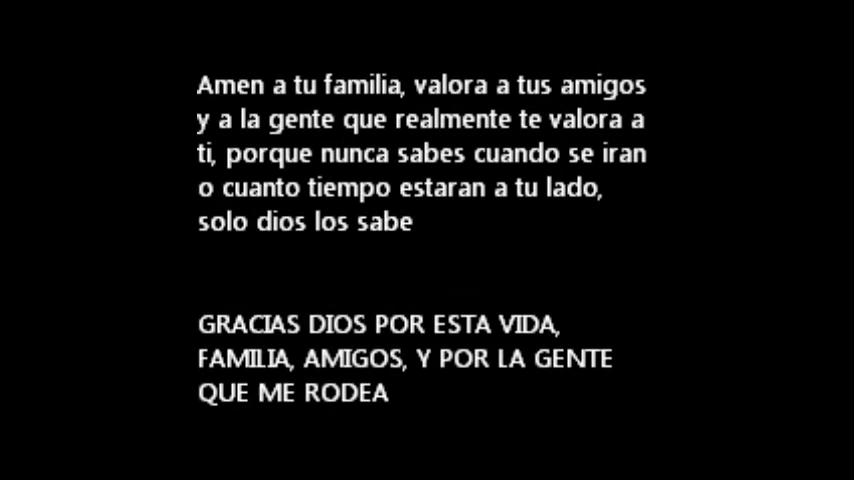 Amen a tu familia, valora a tus amigos
y a la gente que realmente te valora a
ti, porque nunca sabes cuando se iran
o cuanto tiempo estaran a tu lado,
solo dios los sabe
GRACIAS DIOS POR ESTA VIDA,
FAMILIA, AMIGOS, Y POR LA GENTE
QUE ME RODEA